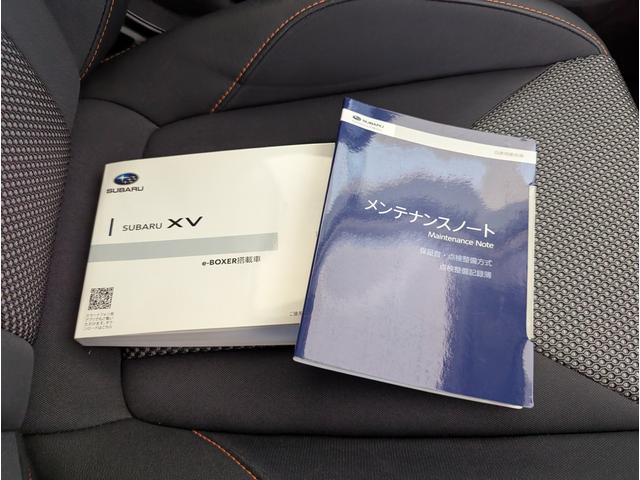 SUBARU
SUBARU XV
e-BOXER搭載車
SUBARU
メンテナンスノート
Maintenance Note
保証書・点検整備方式
点検整備記録簿